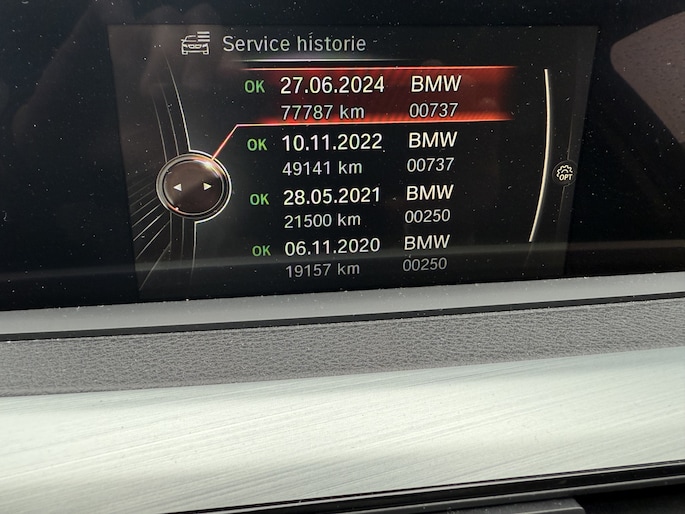 Service historie
OK 27.06.2024 BMW
77787 km 00737
OK 10.11.2022 BMW
49141 km 00737
OK 28.05.2021 BMW
21500 km 00250
OK 06.11.2020 BMW
19157 km 00250
OPT